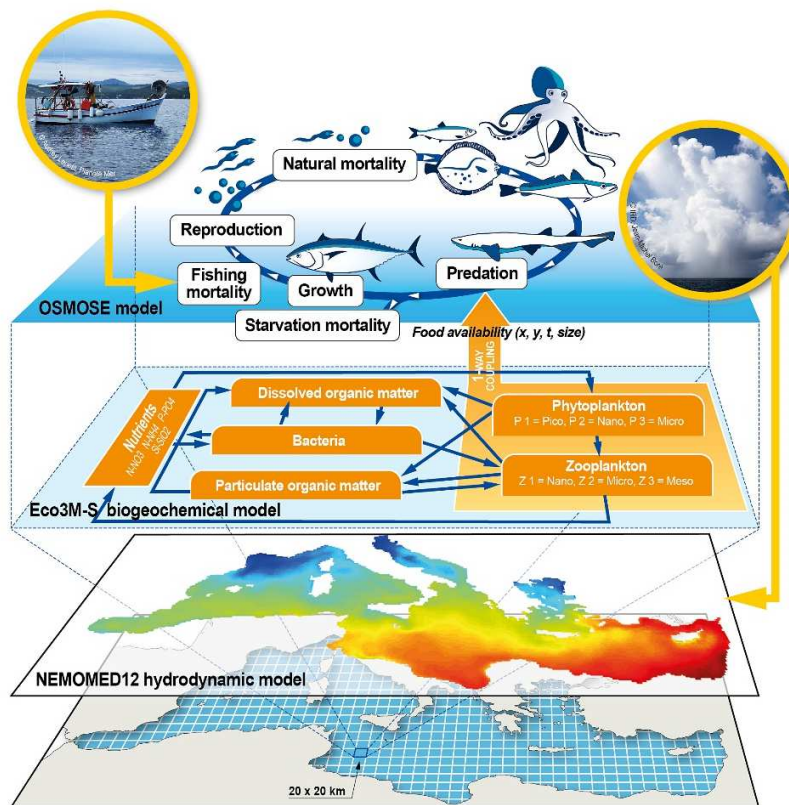 Natural mortality
Reproduction
Fishing
mortality
Growth
Predation
Starvation mortality
OSMOSE model
Food availability (x, y, t, size)
1-WAY
COUPLING
Nutrients
N-NO3 N-NH4 P-PO4
Si-SiO2
Dissolved organic matter
Bacteria
Particulate organic matter
Phytoplankton
P 1 = Pico, P 2 = Nano, P 3 = Micro
Zooplankton
Z 1 = Nano, Z 2 = Micro, Z 3 = Meso
Eco3M-S biogeochemical model
NEMOMED12 hydrodynamic model
20 x 20 km